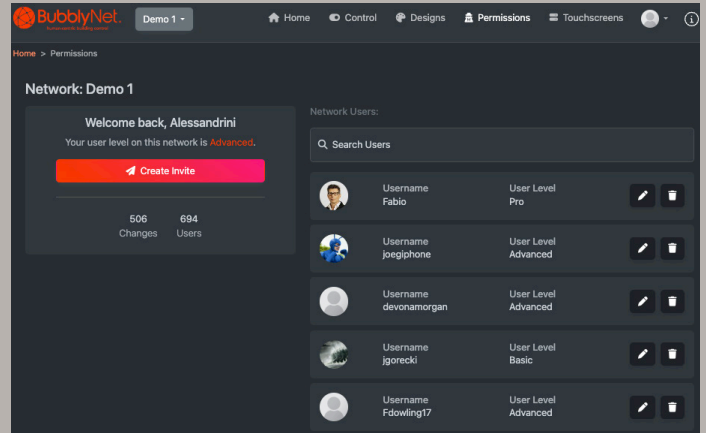 BubblyNet.
Demo 1
Home
Control
Designs
Permissions
Touchscreens
Home > Permissions
Network: Demo 1
Welcome back, Alessandrini
Your user level on this network is Advanced.
Create Invite
506 694
Changes Users
Network Users:
Search Users
Username User Level
Fabio Pro
Username User Level
joegiphone Advanced
Username User Level
devonamorgan Advanced
Username User Level
jgorecki Basic
Username User Level
Fdowling17 Advanced